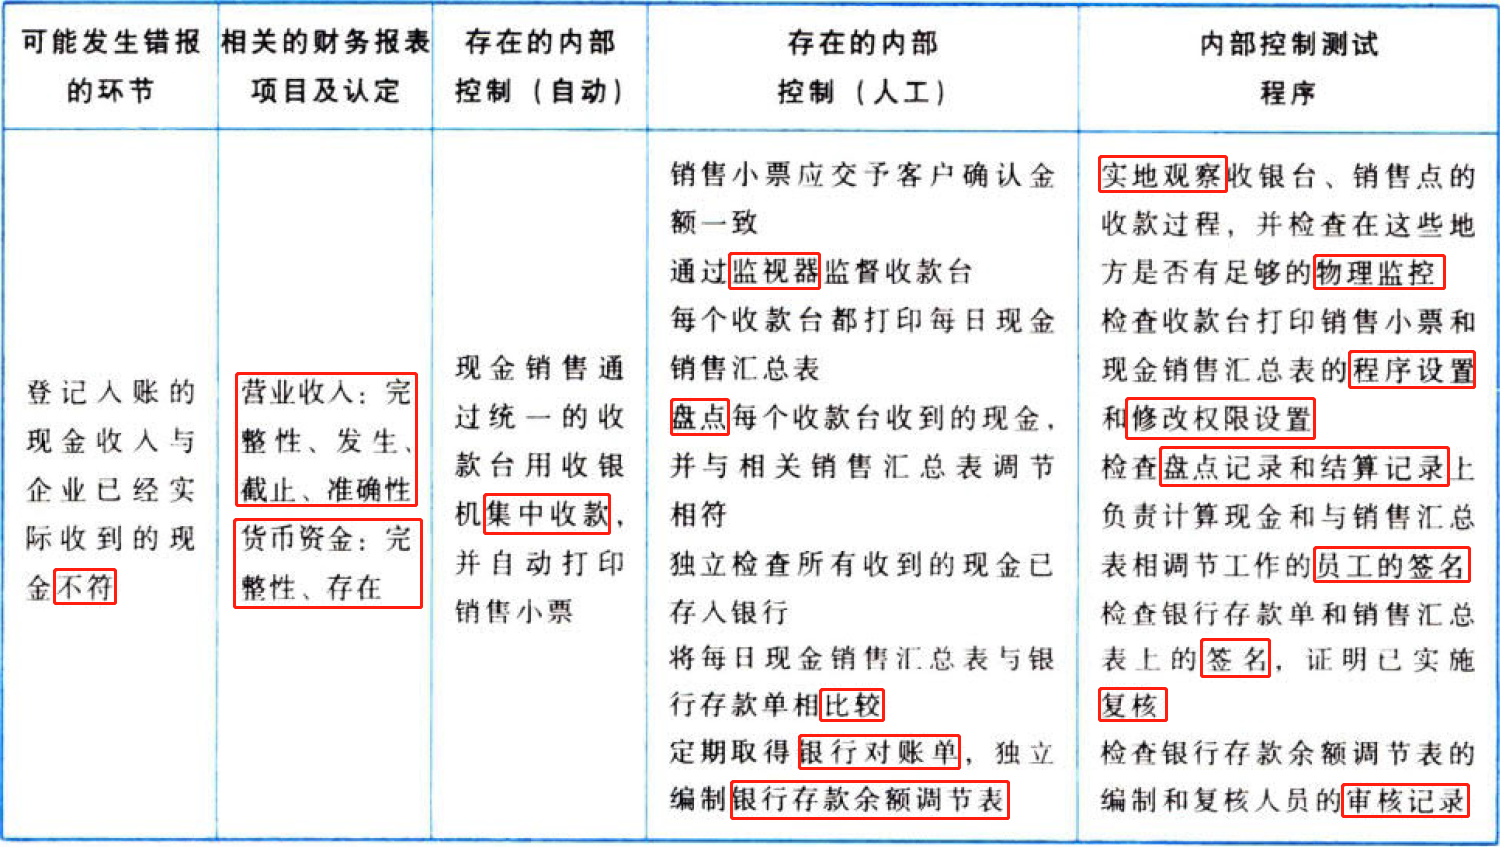 可能发生错报
的环节
相关的财务报表
项目及认定
存在的内部
控制（自动）
存在的内部
控制（人工）
内部控制测试
程序
登记入账的
现金收入与
企业已经实
际收到的现
金不符
营业收入：完
整性、发生、
截止、准确性
货币资金：完
整性、存在
现金销售通
过统一的收
款台用收银
机集中收款，
并自动打印
销售小票
销售小票应交予客户确认金
额一致
通过监视器监督收款台
每个收款台都打印每日现金
销售汇总表
盘点每个收款台收到的现金，
并与相关销售汇总表调节
相符
独立检查所有收到的现金已
存入银行
将每日现金销售汇总表与银
行存款单相比较
定期取得银行对账单，独立
编制银行存款余额调节表
实地观察收银台、销售点的
收款过程，并检查在这些地
方是否有足够的物理监控
检查收款台打印销售小票和
现金销售汇总表的程序设置
和修改权限设置
检查盘点记录和结算记录上
负责计算现金和与销售汇总
表相调节工作的员工的签名
检查银行存款单和销售汇总
表上的签名，证明已实施
复核
检查银行存款余额调节表的
编制和复核人员的审核记录